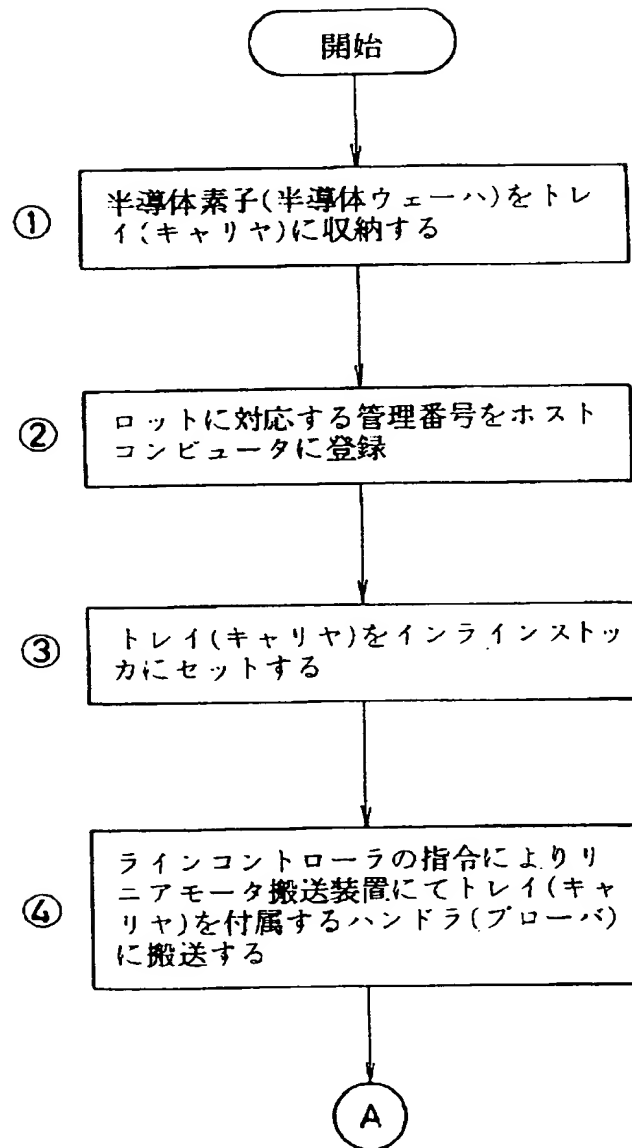 開始
①
半導体素子(半導体ウェーハ)をトレ
イ(キャリヤ)に収納する
②
ロットに対応する管理番号をホスト
コンピュータに登録
③
トレイ(キャリヤ)をインラインストッ
カにセットする
④
ラインコントローラの指令によりリ
ニアモータ搬送装置にてトレイ(キャ
リヤ)を付属するハンドラ(プローバ)
に搬送する
A